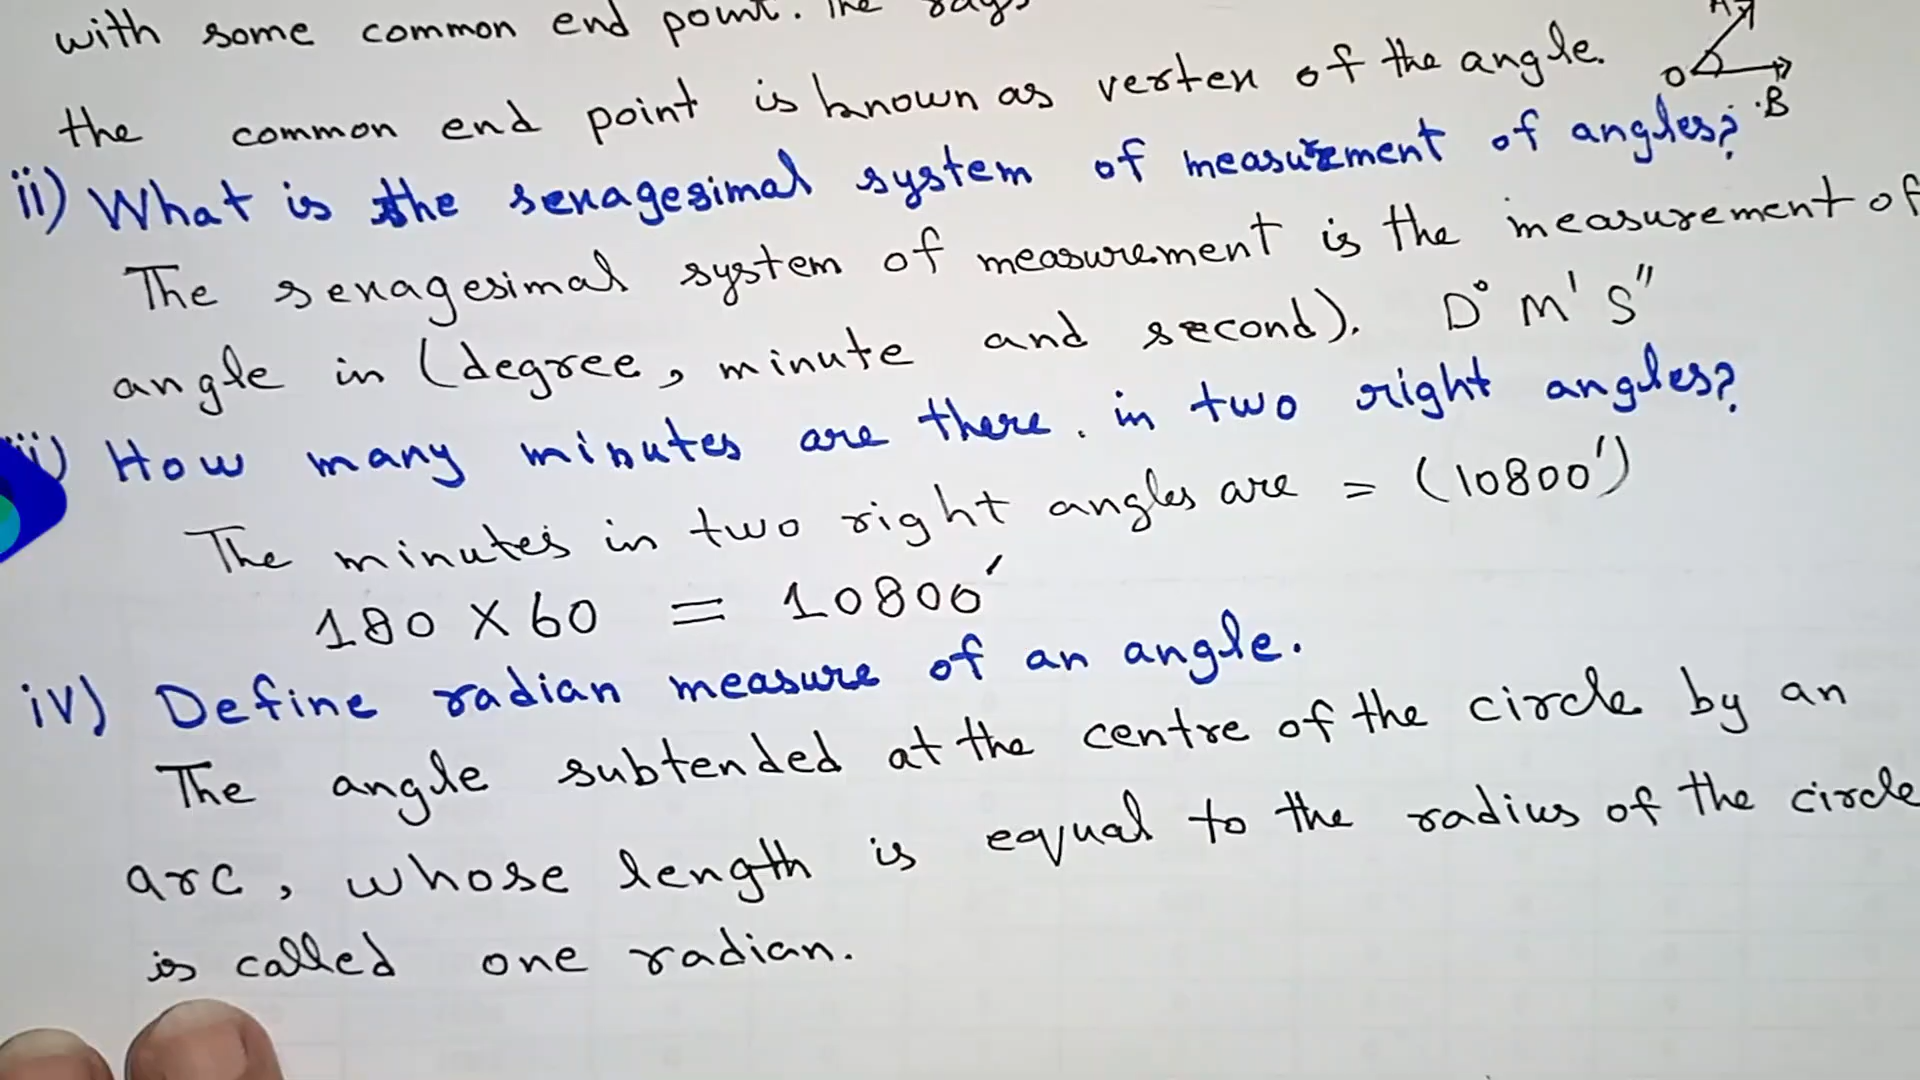 with some common end point. The rays
the common end point is known as vertex of the angle.
A
O
B
ii) What is the sexagesimal system of measurement of angles?
The sexagesimal system of measurement is the measurement of
angle in (degree, minute and second). D° M' S"
iii) How many minutes are there in two right angles?
The minutes in two right angles are = (10800')
180 X 60 = 10800'
iv) Define radian measure of an angle.
The angle subtended at the centre of the circle by an
arc, whose length is equal to the radius of the circle
is called one radian.